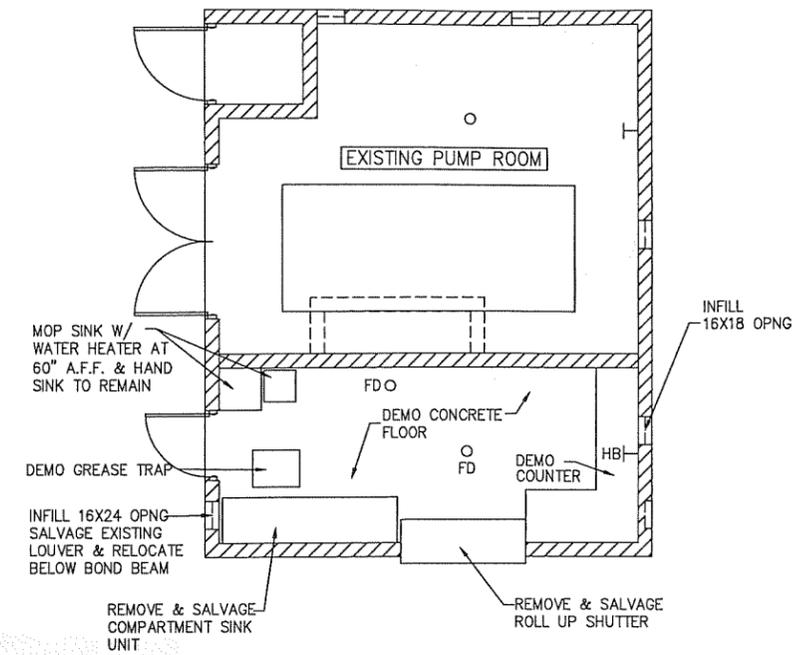 EXISTING PUMP ROOM
INFILL
16X18 OPNG
MOP SINK W/
WATER HEATER AT
60" A.F.F. & HAND
SINK TO REMAIN
FD
DEMO CONCRETE
FLOOR
FD
DEMO
COUNTER
HB
DEMO GREASE TRAP
INFILL 16X24 OPNG
SALVAGE EXISTING
LOUVER & RELOCATE
BELOW BOND BEAM
REMOVE & SALVAGE
COMPARTMENT SINK
UNIT
REMOVE & SALVAGE
ROLL UP SHUTTER